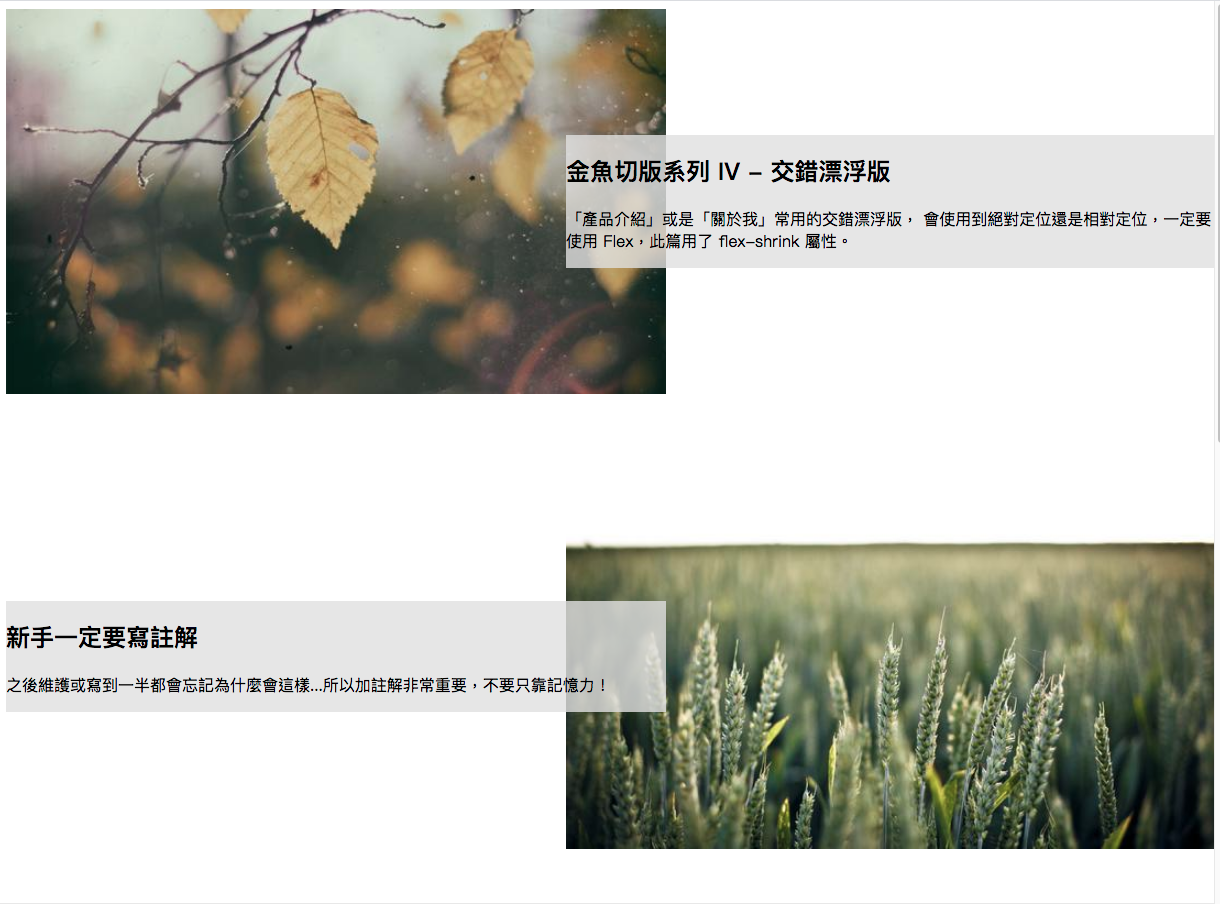 金魚切版系列 IV – 交錯漂浮版
「產品介紹」或是「關於我」常用的交錯漂浮版， 會使用到絕對定位還是相對定位，一定要
使用 Flex，此篇用了 flex-shrink 屬性。
新手一定要寫註解
之後維護或寫到一半都會忘記為什麼會這樣...所以加註解非常重要，不要只靠記憶力！